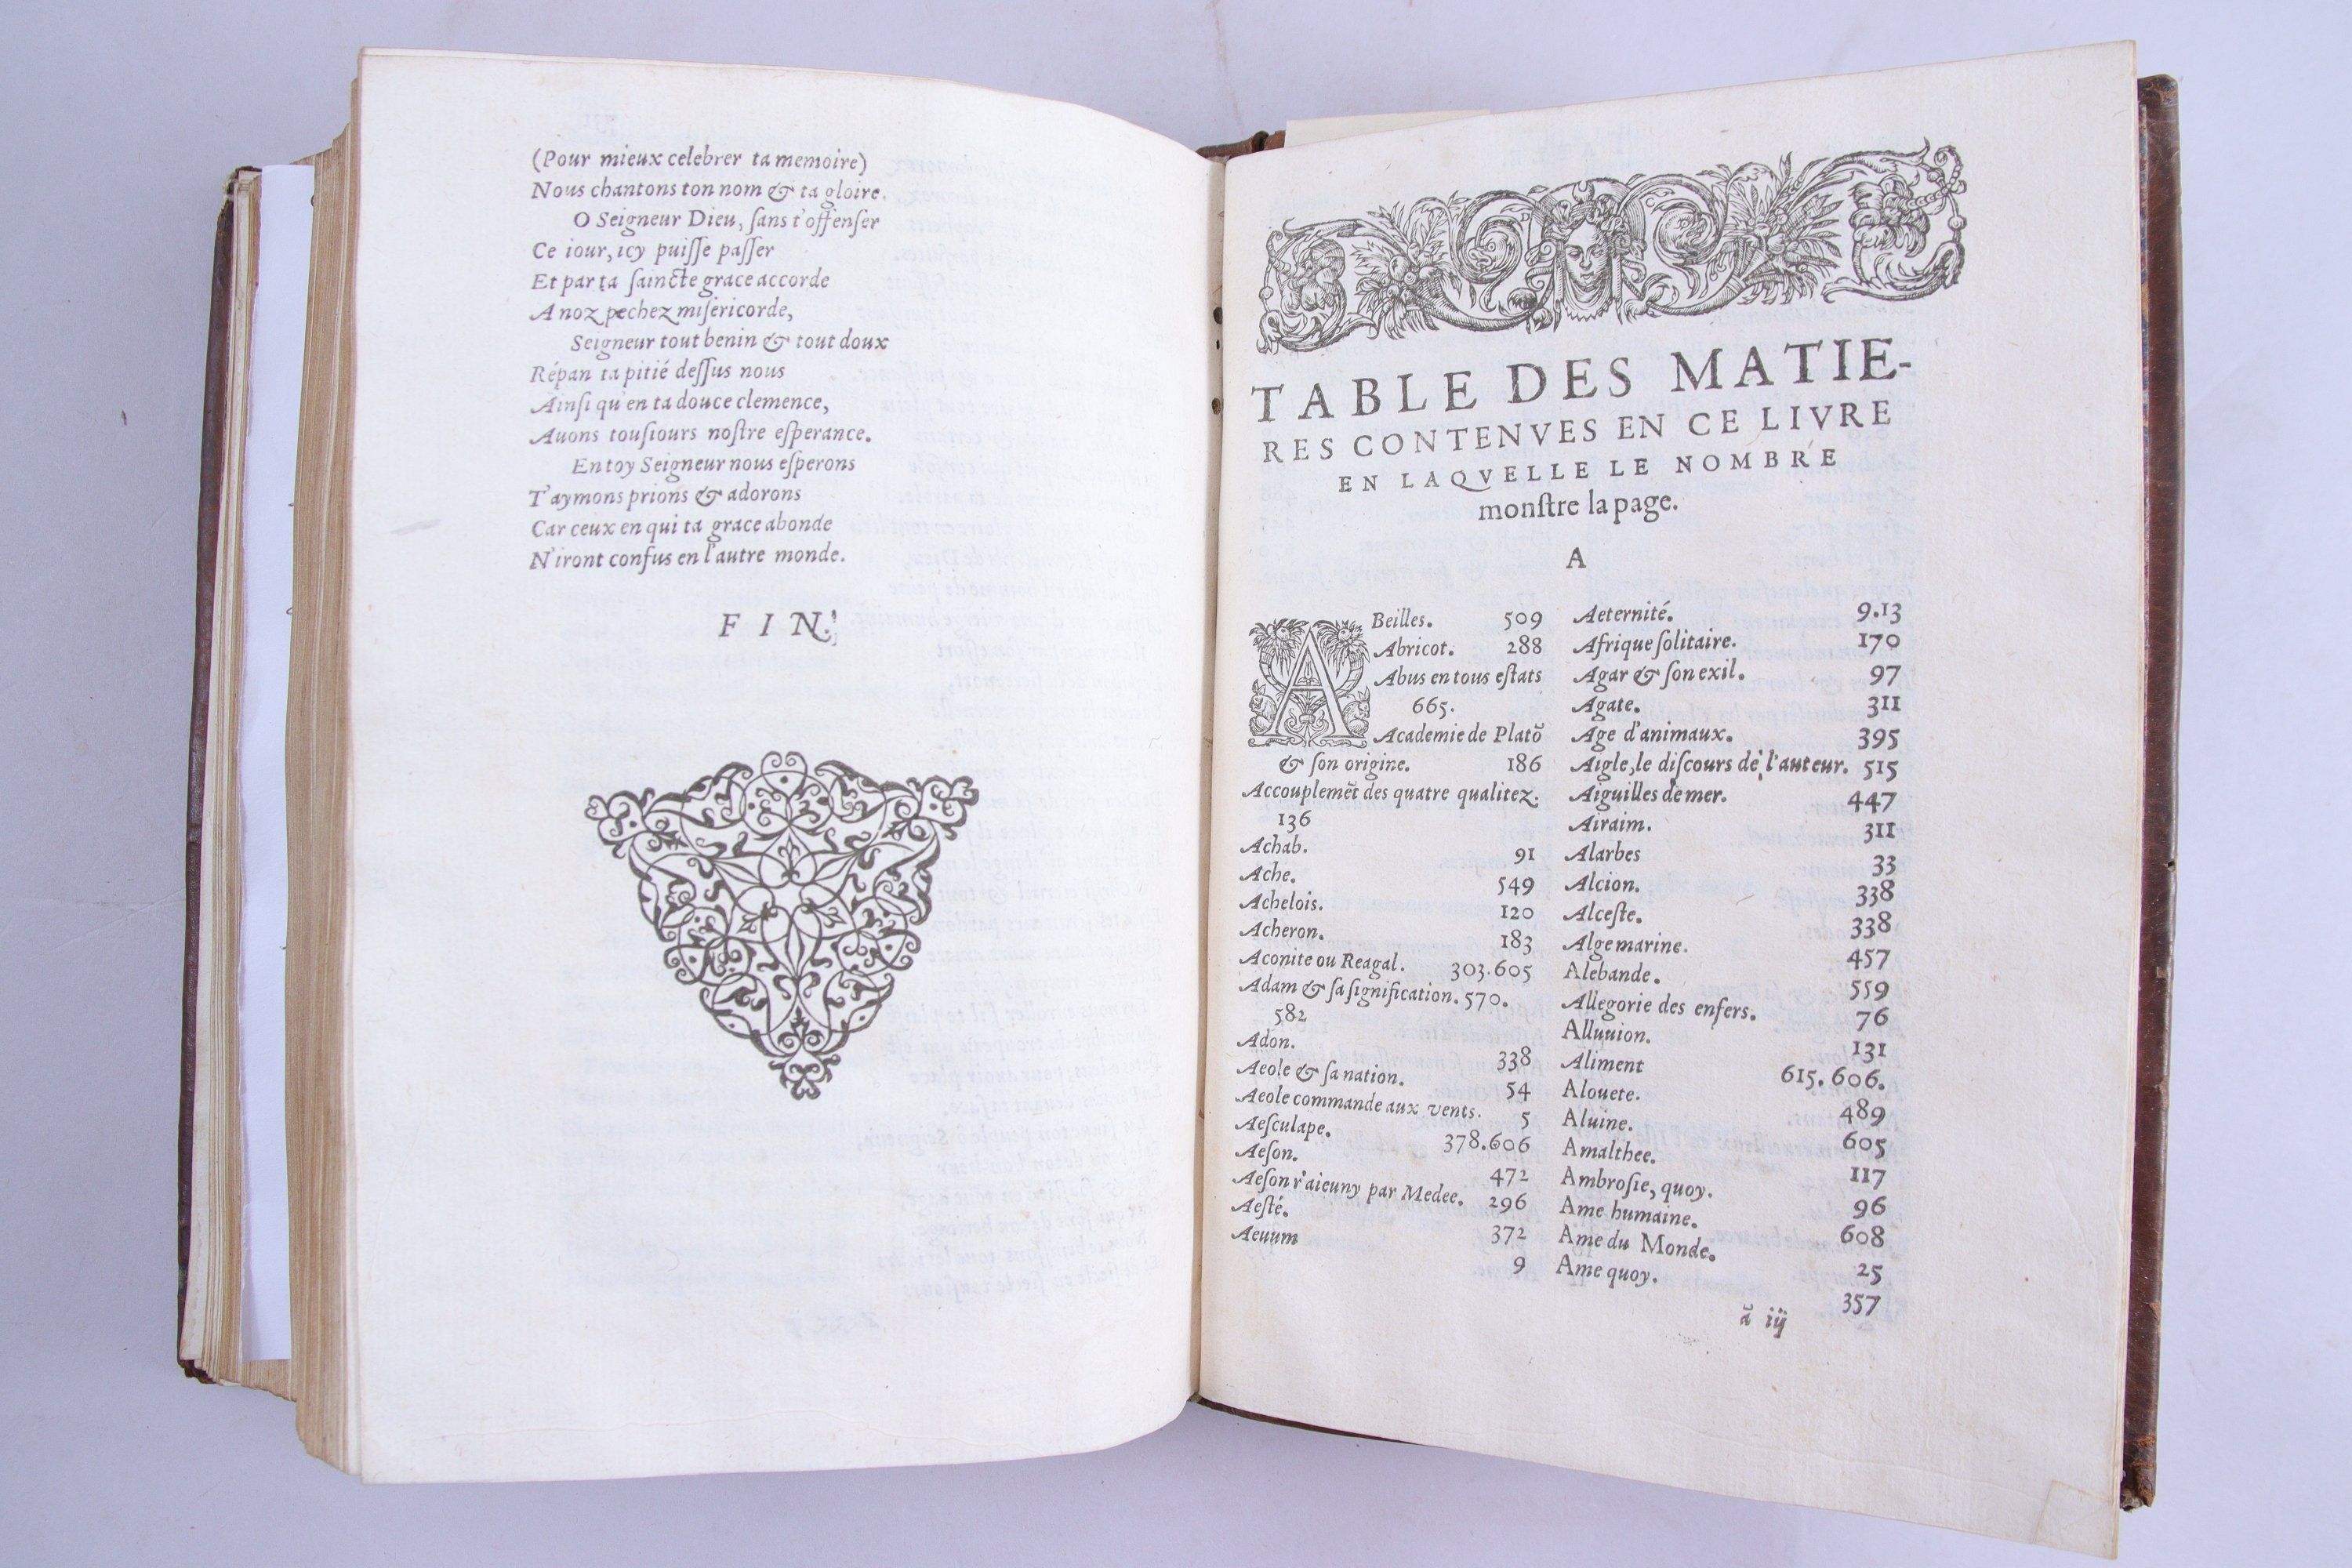 (Pour mieux celebrer ta memoire)
Nous chantons ton nom & ta gloire.
O Seigneur Dieu, ſans t'offenſer
Ce iour, icy puiſſe paſſer
Et par ta ſaincte grace accorde
A noz pechez miſericorde,
Seigneur tout benin & tout doux
Répan ta pitié deſſus nous
Ainſi qu'en ta douce clemence,
Auons touſiours noſtre eſperance.
En toy Seigneur nous eſperons
T'aymons prions & adorons
Car ceux en qui ta grace abonde
N'iront confus en l'autre monde.
FIN.
TABLE DES MATIE-
RES CONTENVES EN CE LIVRE
EN LAQVELLE LE NOMBRE
monſtre la page.
A
ABeilles. 509
Abricot. 288
Abus en tous eſtats
665.
Academie de Platõ
& ſon origine. 186
Accouplemẽt des quatre qualitez.
136
Achab. 91
Ache. 549
Achelois. 120
Acheron. 183
Aconite ou Reagal. 303.605
Adam & ſa ſignification. 570.
582
Adon. 338
Aeole & ſa nation. 54
Aeole commande aux vents. 5
Aeſculape. 378.606
Aeſon. 472
Aeſon r'aieuny par Medee. 296
Aeſté. 372
Aeuum 9
Aeternité. 9.13
Afrique ſolitaire. 170
Agar & ſon exil. 97
Agate. 311
Age d'animaux. 395
Aigle, le diſcours de l'auteur. 515
Aiguilles de mer. 447
Airaim. 311
Alarbes 33
Alcion. 338
Alceſte. 338
Alge marine. 457
Alebande. 559
Allegorie des enfers. 76
Alluuion. 131
Aliment 615.606.
Alouete. 489
Aluine. 605
Amalthee. 117
Ambroſie, quoy. 96
Ame humaine. 608
Ame du Monde. 25
Ame quoy. 357
ã iij